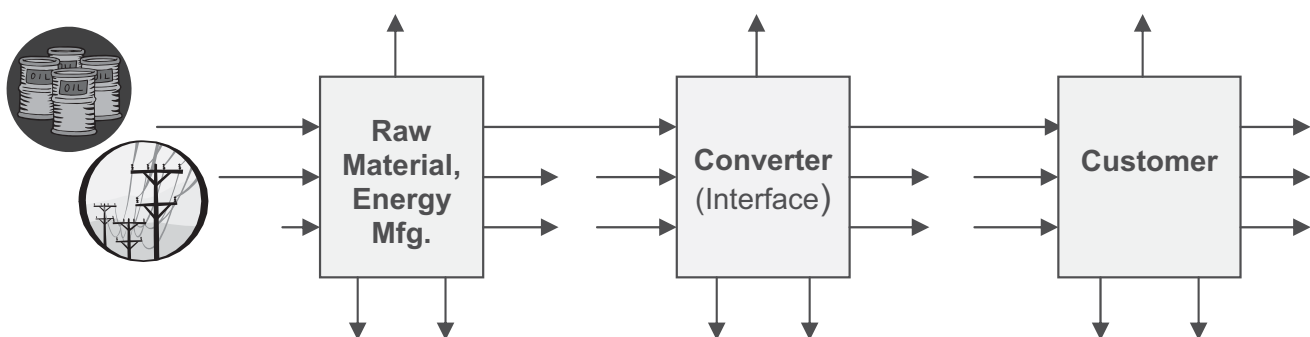 OIL
OIL
OIL
Raw
Material,
Energy
Mfg.
Converter
(Interface)
Customer